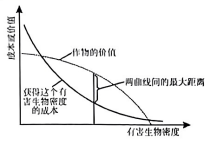 成本或价值
作物的价值
两曲线间的最大距离
获得这个有
害生物密度
的成本
有害生物密度